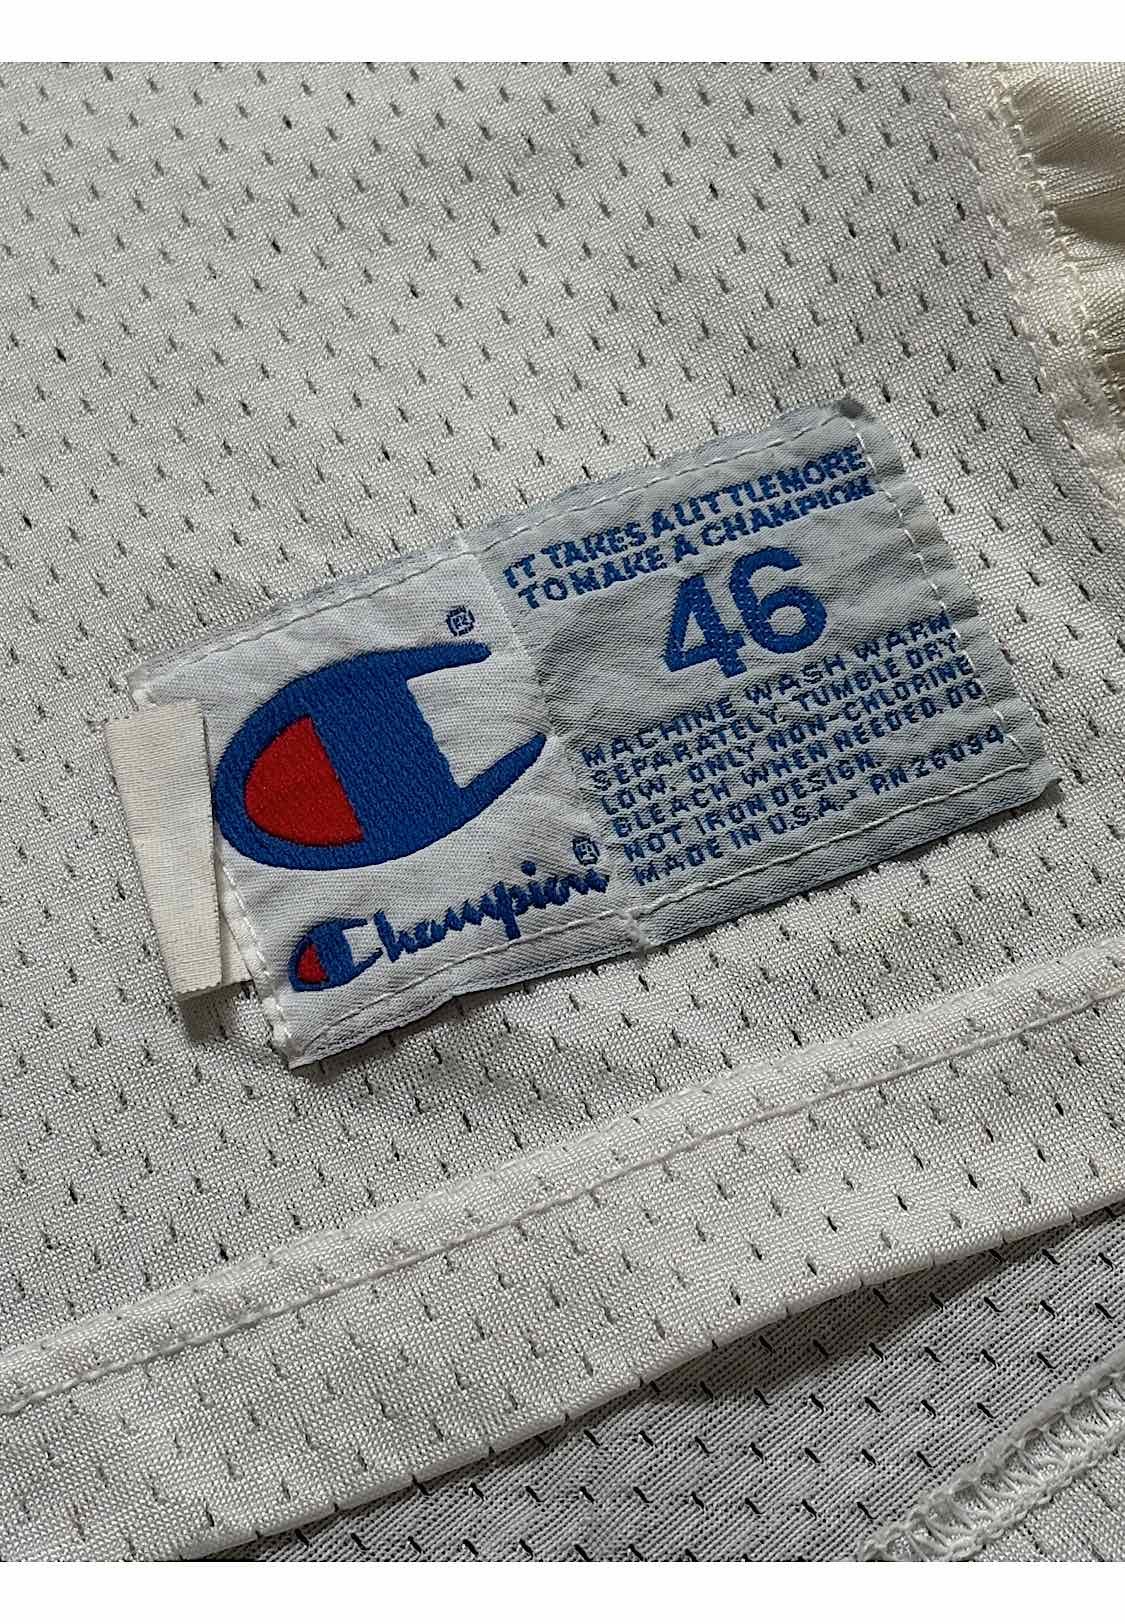 IT TAKES A LITTLE MORE
TO MAKE A CHAMPION
46
MACHINE WASH WARM
SEPARATELY. TUMBLE DRY
LOW. ONLY NON-CHLORINE
BLEACH WHEN NEEDED. DO
NOT IRON DESIGN.
MADE IN U.S.A. - RN 26094
®
Champion®